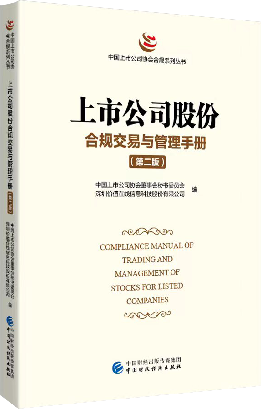 中国上市公司协会合规系列丛书
上市公司股份
合规交易与管理手册
(第二版)
中国上市公司协会董事会秘书委员会
深圳价值在线信息科技股份有限公司
编
COMPLIANCE MANUAL OF
TRADING AND
MANAGEMENT OF
STOCKS FOR LISTED
COMPANIES
中国财经出版传媒集团
中国财政经济出版社
上市公司股份合规交易与管理手册
(第二版)